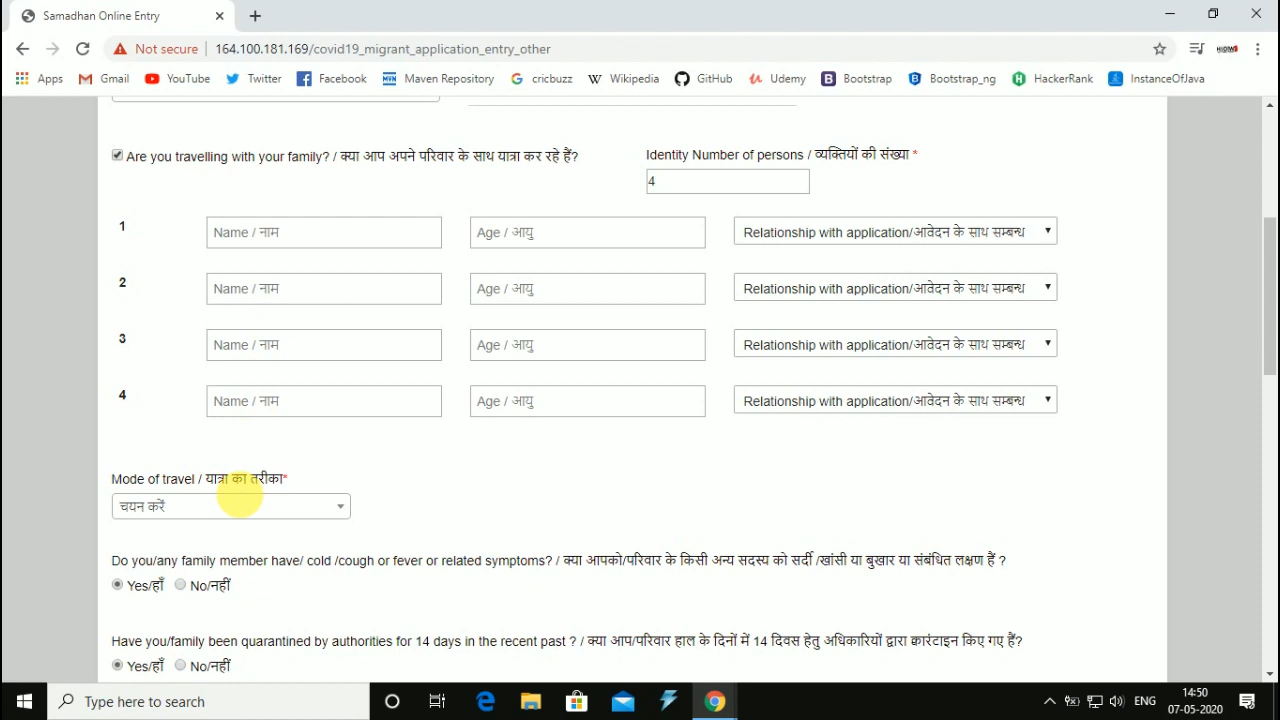 Samadhan Online Entry
Not secure | 164.100.181.169/covid19_migrant_application_entry_other
Apps Gmail YouTube Twitter Facebook Maven Repository cricbuzz Wikipedia GitHub Udemy Bootstrap Bootstrap_ng HackerRank InstanceOfJava
Are you travelling with your family? / क्या आप अपने परिवार के साथ यात्रा कर रहे हैं?
Identity Number of persons / व्यक्तियों की संख्या *
4
1 Name / नाम Age / आयु Relationship with application/आवेदन के साथ सम्बन्ध
2 Name / नाम Age / आयु Relationship with application/आवेदन के साथ सम्बन्ध
3 Name / नाम Age / आयु Relationship with application/आवेदन के साथ सम्बन्ध
4 Name / नाम Age / आयु Relationship with application/आवेदन के साथ सम्बन्ध
Mode of travel / यात्रा का तरीका*
चयन करें
Do you/any family member have/ cold /cough or fever or related symptoms? / क्या आपको/परिवार के किसी अन्य सदस्य को सर्दी /खांसी या बुखार या संबंधित लक्षण हैं ?
Yes/हाँ No/नहीं
Have you/family been quarantined by authorities for 14 days in the recent past ? / क्या आप/परिवार हाल के दिनों में 14 दिवस हेतु अधिकारियों द्वारा क्वारंटाइन किए गए हैं?
Yes/हाँ No/नहीं
Type here to search
ENG
14:50
07-05-2020